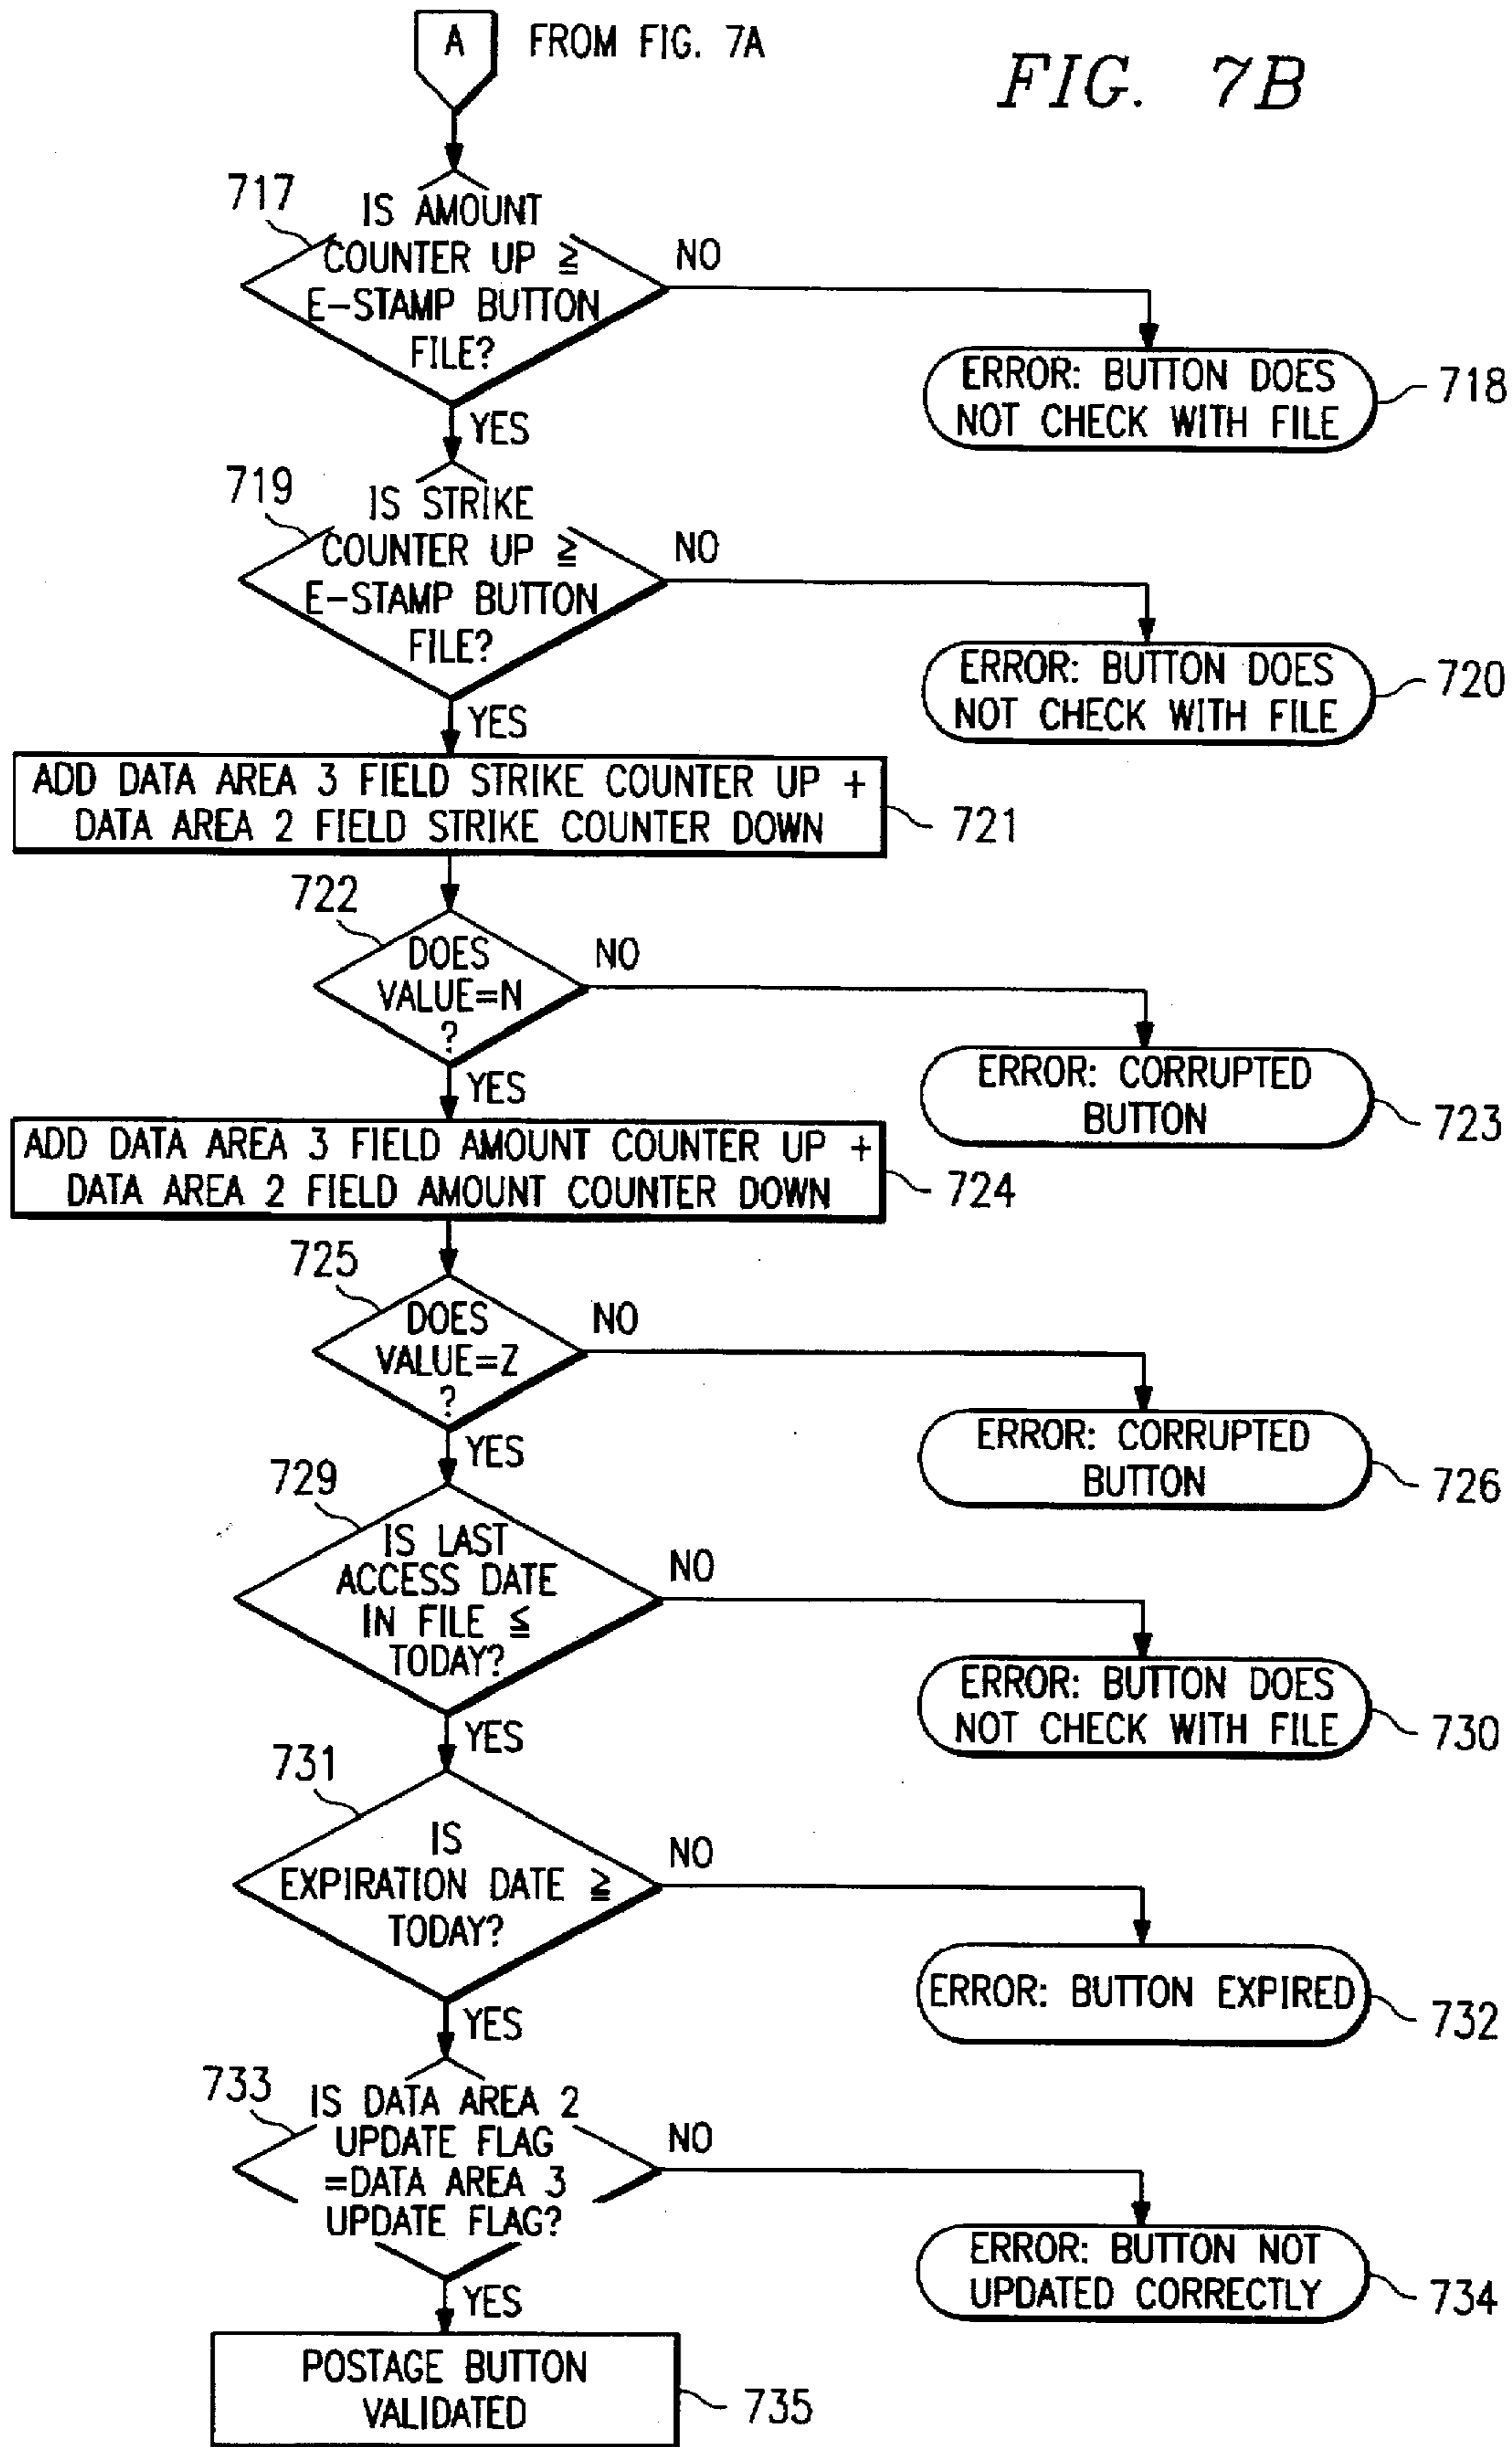 A
FROM FIG. 7A
FIG. 7B
717
IS AMOUNT
COUNTER UP ≧
E-STAMP BUTTON
FILE?
NO
ERROR: BUTTON DOES
NOT CHECK WITH FILE
718
YES
719
IS STRIKE
COUNTER UP ≧
E-STAMP BUTTON
FILE?
NO
ERROR: BUTTON DOES
NOT CHECK WITH FILE
720
YES
ADD DATA AREA 3 FIELD STRIKE COUNTER UP +
DATA AREA 2 FIELD STRIKE COUNTER DOWN
721
722
DOES
VALUE=N
?
NO
ERROR: CORRUPTED
BUTTON
723
YES
ADD DATA AREA 3 FIELD AMOUNT COUNTER UP +
DATA AREA 2 FIELD AMOUNT COUNTER DOWN
724
725
DOES
VALUE=Z
?
NO
ERROR: CORRUPTED
BUTTON
726
YES
729
IS LAST
ACCESS DATE
IN FILE ≦
TODAY?
NO
ERROR: BUTTON DOES
NOT CHECK WITH FILE
730
YES
731
IS
EXPIRATION DATE ≧
TODAY?
NO
ERROR: BUTTON EXPIRED
732
YES
733
IS DATA AREA 2
UPDATE FLAG
=DATA AREA 3
UPDATE FLAG?
NO
ERROR: BUTTON NOT
UPDATED CORRECTLY
734
YES
POSTAGE BUTTON
VALIDATED
735